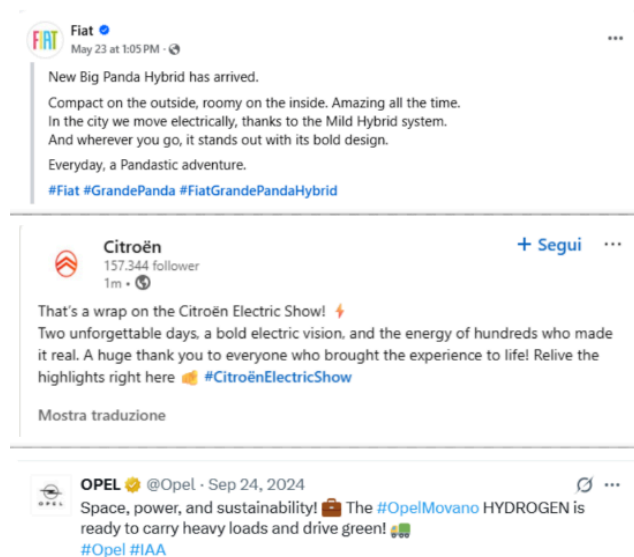 FIAT
Fiat
May 23 at 1:05 PM ·
New Big Panda Hybrid has arrived.
Compact on the outside, roomy on the inside. Amazing all the time.
In the city we move electrically, thanks to the Mild Hybrid system.
And wherever you go, it stands out with its bold design.
Everyday, a Pandastic adventure.
#Fiat #GrandePanda #FiatGrandePandaHybrid
Citroën
+ Segui ···
157.344 follower
1m •
That's a wrap on the Citroën Electric Show! ⚡
Two unforgettable days, a bold electric vision, and the energy of hundreds who made
it real. A huge thank you to everyone who brought the experience to life! Relive the
highlights right here 🤏 #CitroënElectricShow
Mostra traduzione
OPEL
OPEL @Opel · Sep 24, 2024
Space, power, and sustainability! 💼 The #OpelMovano HYDROGEN is
ready to carry heavy loads and drive green! 🚛
#Opel #IAA